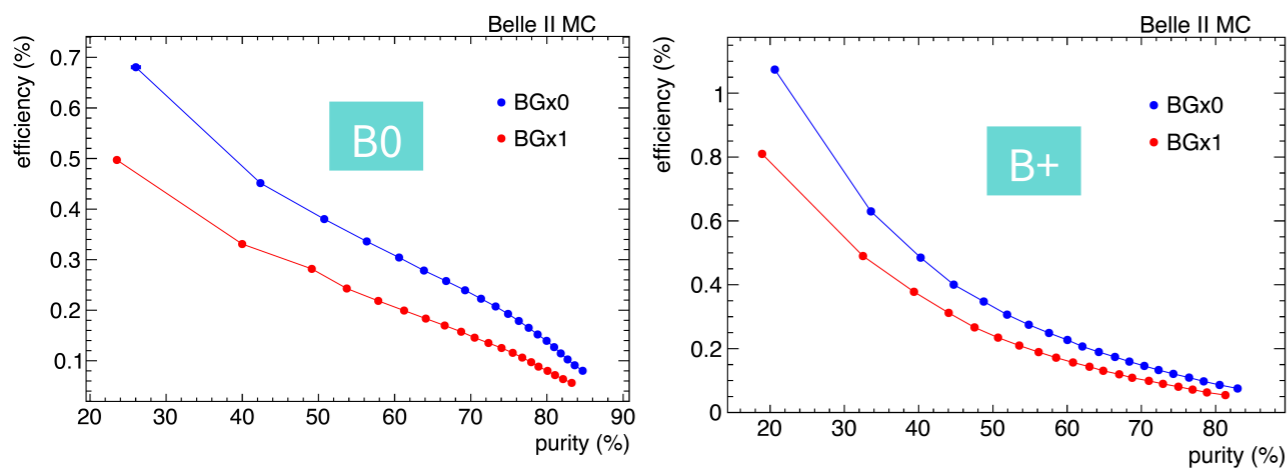 Belle II MC
efficiency (%)
0.7
0.6
0.5
0.4
0.3
0.2
0.1
B0
BGx0
BGx1
20 30 40 50 60 70 80 90
purity (%)
Belle II MC
efficiency (%)
1
0.8
0.6
0.4
0.2
0
B+
BGx0
BGx1
20 30 40 50 60 70 80
purity (%)